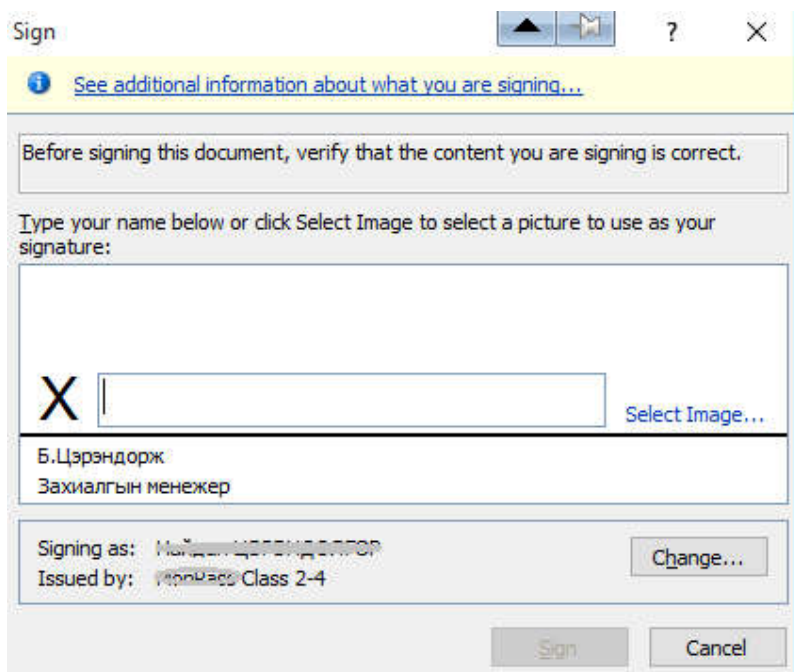 Sign
?
See additional information about what you are signing...
Before signing this document, verify that the content you are signing is correct.
Type your name below or click Select Image to select a picture to use as your
signature:
X
Select Image...
Б.Цэрэндорж
Захиалгын менежер
Signing as:
Change...
Issued by: Class 2-4
Sign
Cancel